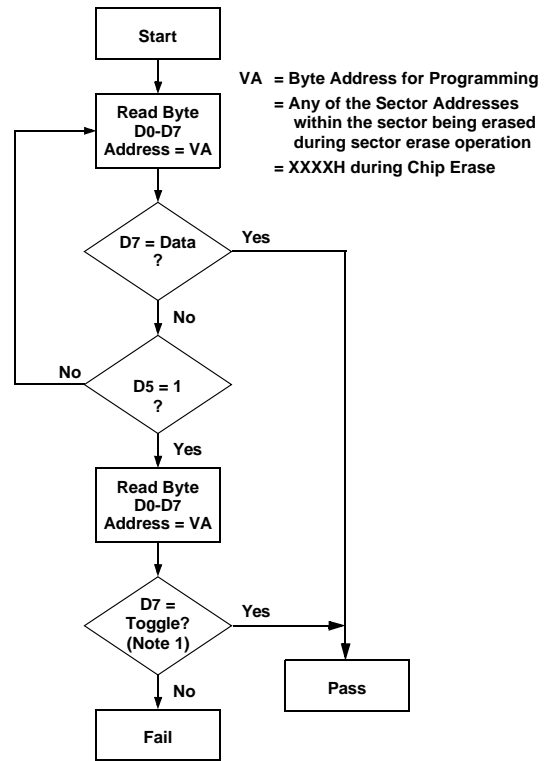 Start
VA = Byte Address for Programming
= Any of the Sector Addresses
within the sector being erased
during sector erase operation
= XXXXH during Chip Erase
Read Byte
D0-D7
Address = VA
D7 = Data
?
Yes
No
No
D5 = 1
?
Yes
Read Byte
D0-D7
Address = VA
D7 =
Toggle?
(Note 1)
Yes
No
Pass
Fail